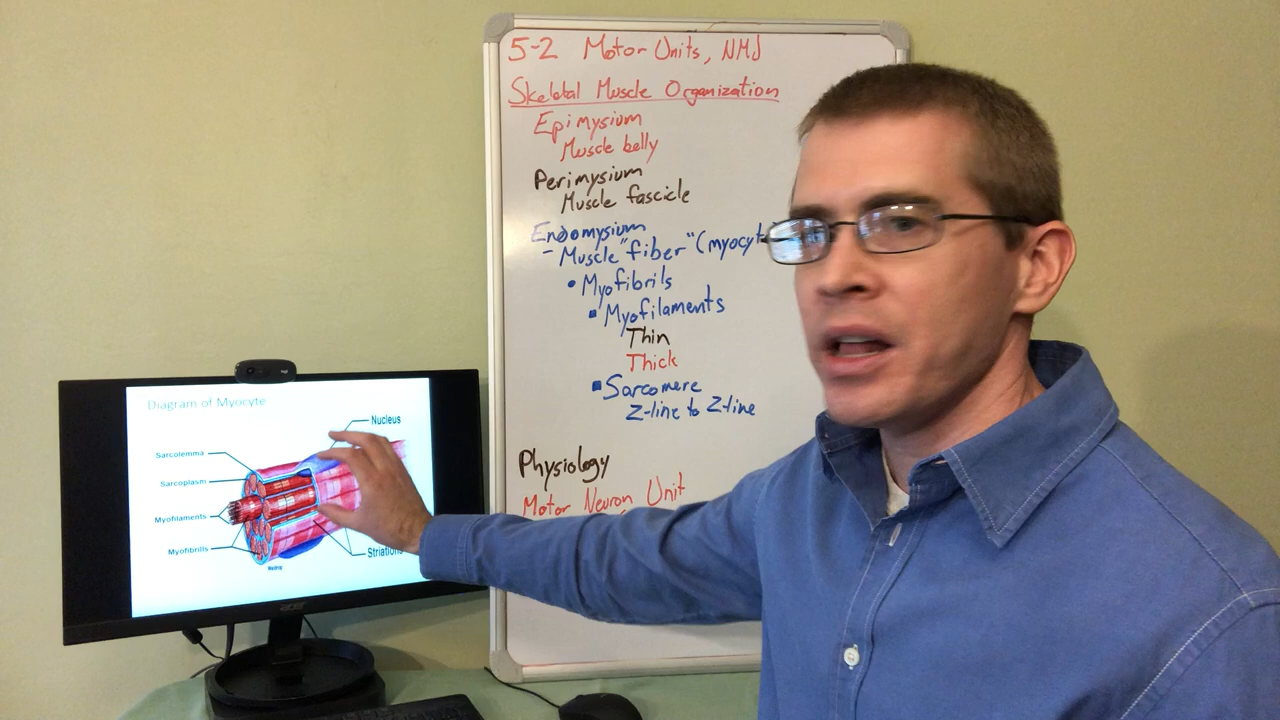 5-2 Motor Units, NMJ
Skeletal Muscle Organization
Epimysium
Muscle belly
Perimysium
Muscle fascicle
Endomysium
- Muscle "fiber" (myocyt
• Myofibrils
▪ Myofilaments
Thin
Thick
▪ Sarcomere
Z-line to Z-line
Physiology
Motor Neuron Unit
Diagram of Myocyte
Nucleus
Sarcolemma
Sarcoplasm
Myofilaments
Myofibrills
Striations
acer